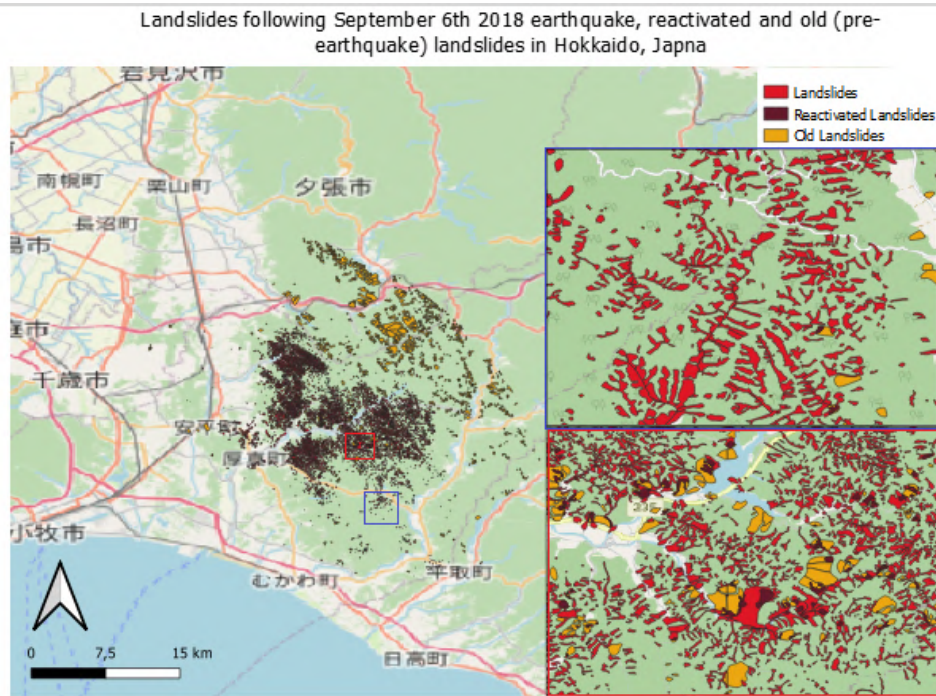 Landslides following September 6th 2018 earthquake, reactivated and old (pre-
earthquake) landslides in Hokkaido, Japna
岩見沢市
Landslides
Reactivated Landslides
Old Landslides
南幌町
栗山町
夕張市
長沼町
千歳市
安平町
厚真町
小牧市
むかわ町
平取町
日高町
0 7,5 15 km